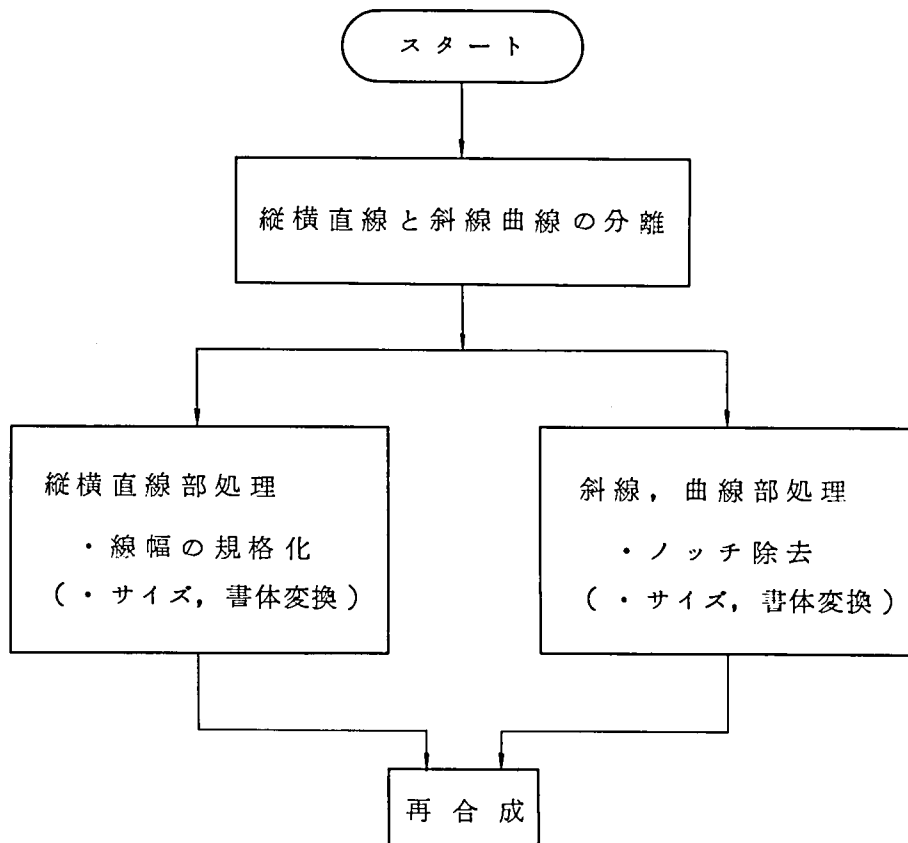 スタート
縦横直線と斜線曲線の分離
縦横直線部処理
・線幅の規格化
(・サイズ,書体変換)
斜線,曲線部処理
・ノッチ除去
(・サイズ,書体変換)
再合成